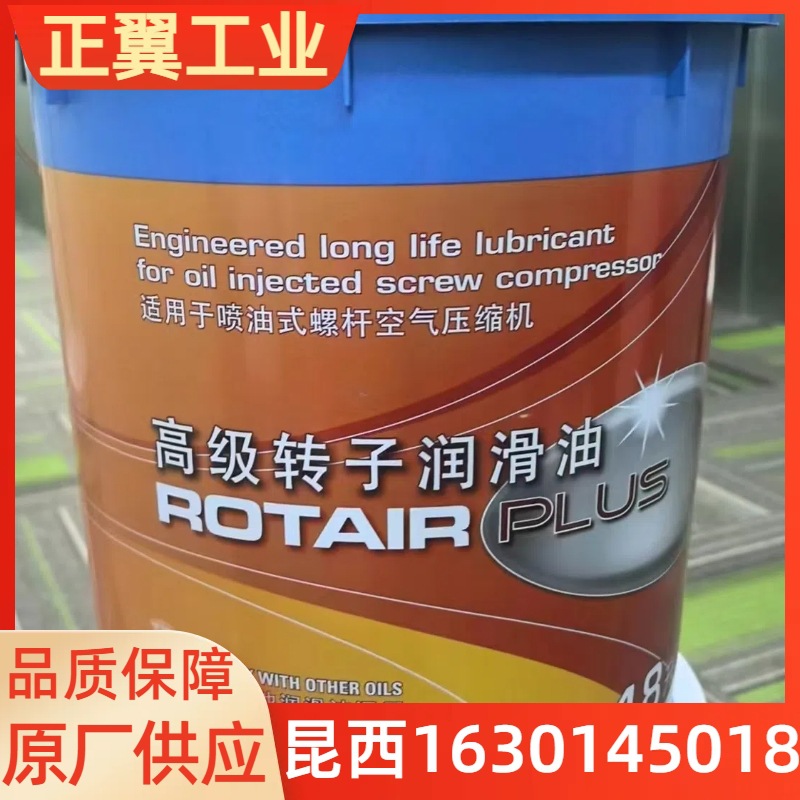 正翼工业
Engineered long life lubricant
for oil injected screw compressor
适用于喷油式螺杆空气压缩机
高级转子润滑油
ROTAIR PLUS
WITH OTHER OILS
品质保障
原厂供应
昆西1630145018